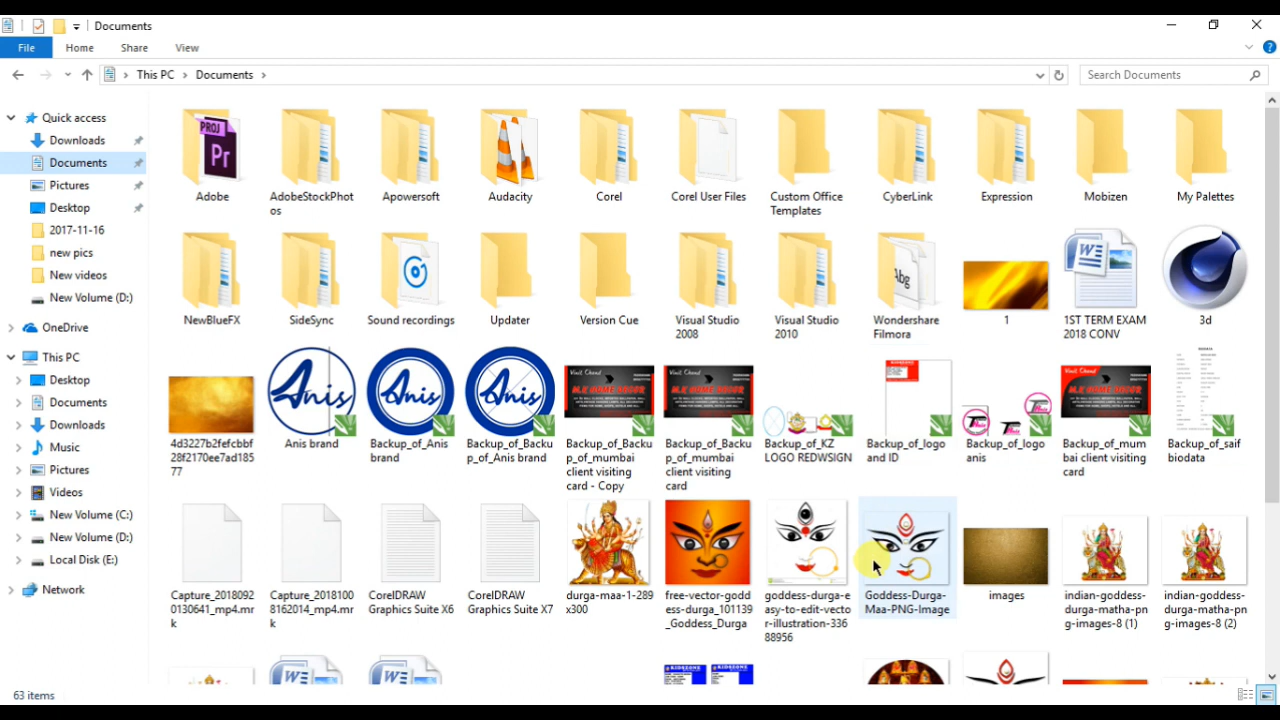 Documents
File
Home
Share
View
This PC
Documents
Search Documents
Quick access
Downloads
Documents
Pictures
Desktop
2017-11-16
new pics
New videos
New Volume (D:)
OneDrive
This PC
Desktop
Documents
Downloads
Music
Pictures
Videos
New Volume (C:)
New Volume (D:)
Local Disk (E:)
Network
PROJ
Pr
Adobe
AdobeStockPhot
os
Apowersoft
Audacity
Corel
Corel User Files
Custom Office
Templates
CyberLink
Expression
Mobizen
My Palettes
NewBlueFX
SideSync
Sound recordings
Updater
Version Cue
Visual Studio
2008
Visual Studio
2010
Abg
Wondershare
Filmora
1
W
1ST TERM EXAM
2018 CONV
3d
4d3227b2fefcbbf
28f2170ee7ad185
77
Anis
Anis brand
Anis
Backup_of_Anis
brand
Anis
Backup_of_Backu
p_of_Anis brand
Backup_of_Backu
p_of_mumbai
client visiting
card - Copy
Backup_of_Backu
p_of_mumbai
client visiting
card
Backup_of_KZ
LOGO REDWSIGN
Backup_of_logo
and ID
Backup_of_logo
anis
Backup_of_mum
bai client visiting
card
Backup_of_saif
biodata
Capture_2018092
0130641_mp4.mr
k
Capture_2018100
8162014_mp4.mr
k
CorelDRAW
Graphics Suite X6
CorelDRAW
Graphics Suite X7
durga-maa-1-289
x300
free-vector-godd
ess-durga_101139
_Goddess_Durga
goddess-durga-e
asy-to-edit-vecto
r-illustration-336
88956
Goddess-Durga-
Maa-PNG-Image
images
indian-goddess-
durga-matha-pn
g-images-8 (1)
indian-goddess-
durga-matha-pn
g-images-8 (2)
W
W
63 items